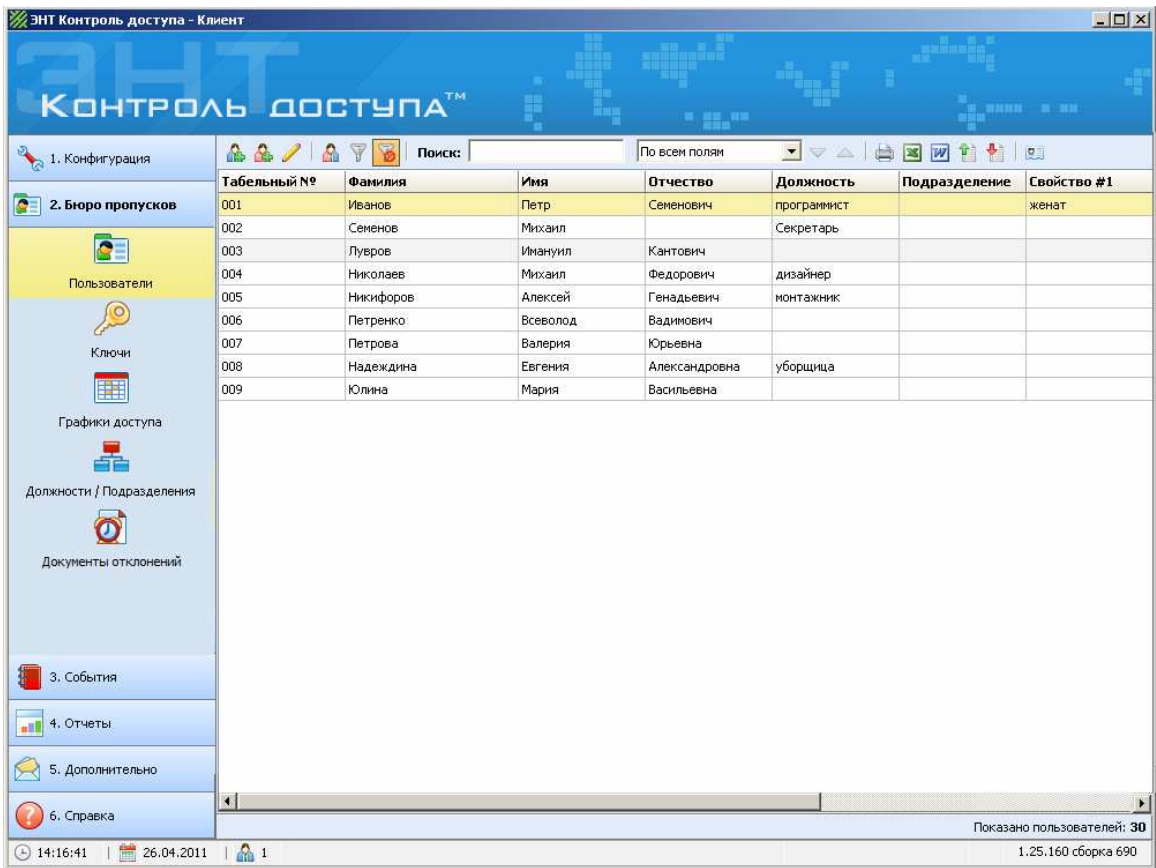 ЭНТ Контроль доступа - Клиент
ЭНТ
Контроль доступа™
1. Конфигурация
2. Бюро пропусков
Пользователи
Ключи
Графики доступа
Должности / Подразделения
Документы отклонений
3. События
4. Отчеты
5. Дополнительно
6. Справка
Поиск: По всем полям
Табельный № Фамилия Имя Отчество Должность Подразделение Свойство #1
001 Иванов Петр Семенович программист женат
002 Семенов Михаил Секретарь
003 Лувров Имануил Кантович
004 Николаев Михаил Федорович дизайнер
005 Никифоров Алексей Генадьевич монтажник
006 Петренко Всеволод Вадимович
007 Петрова Валерия Юрьевна
008 Надеждина Евгения Александровна уборщица
009 Юлина Мария Васильевна
Показано пользователей: 30
14:16:41 | 26.04.2011 | 1 1.25.160 сборка 690